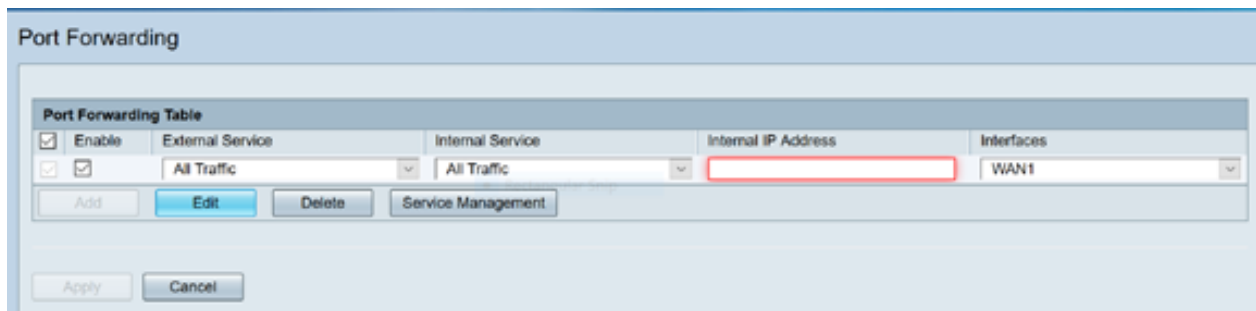 Port Forwarding
Port Forwarding Table
Enable External Service Internal Service Internal IP Address Interfaces
All Traffic All Traffic WAN1
Add Edit Delete Service Management
Apply Cancel